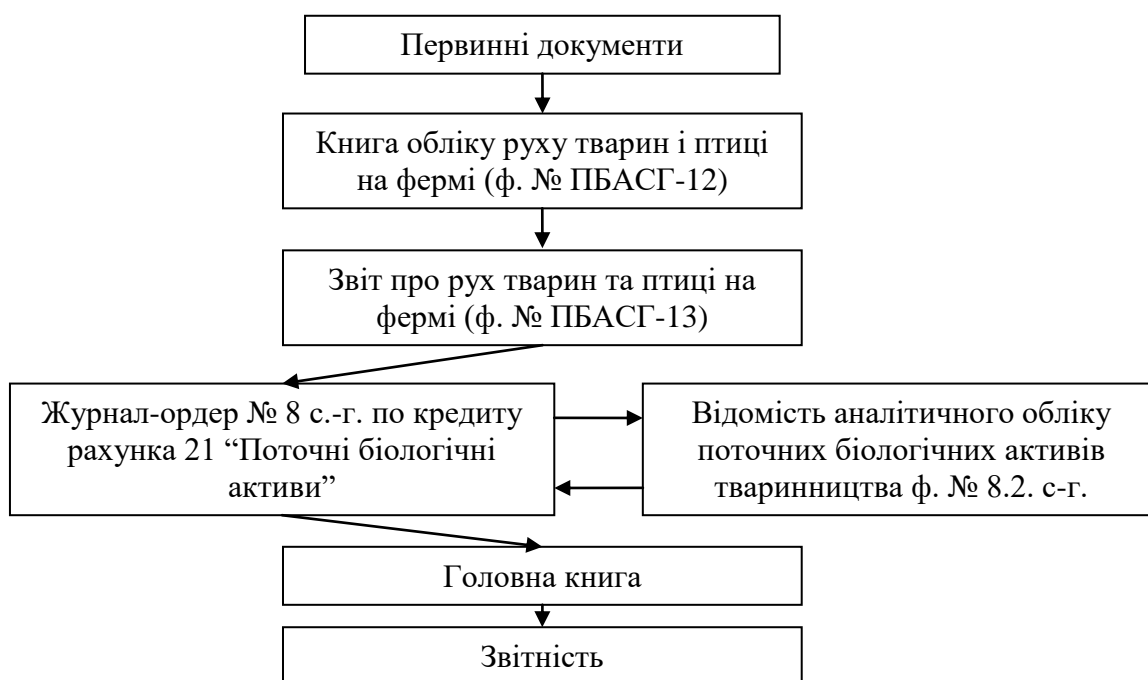 Первинні документи
Книга обліку руху тварин і птиці
на фермі (ф. № ПБАСГ-12)
Звіт про рух тварин та птиці на
фермі (ф. № ПБАСГ-13)
Журнал-ордер № 8 с.-г. по кредиту
рахунка 21 “Поточні біологічні
активи”
Відомість аналітичного обліку
поточних біологічних активів
тваринництва ф. № 8.2. с-г.
Головна книга
Звітність